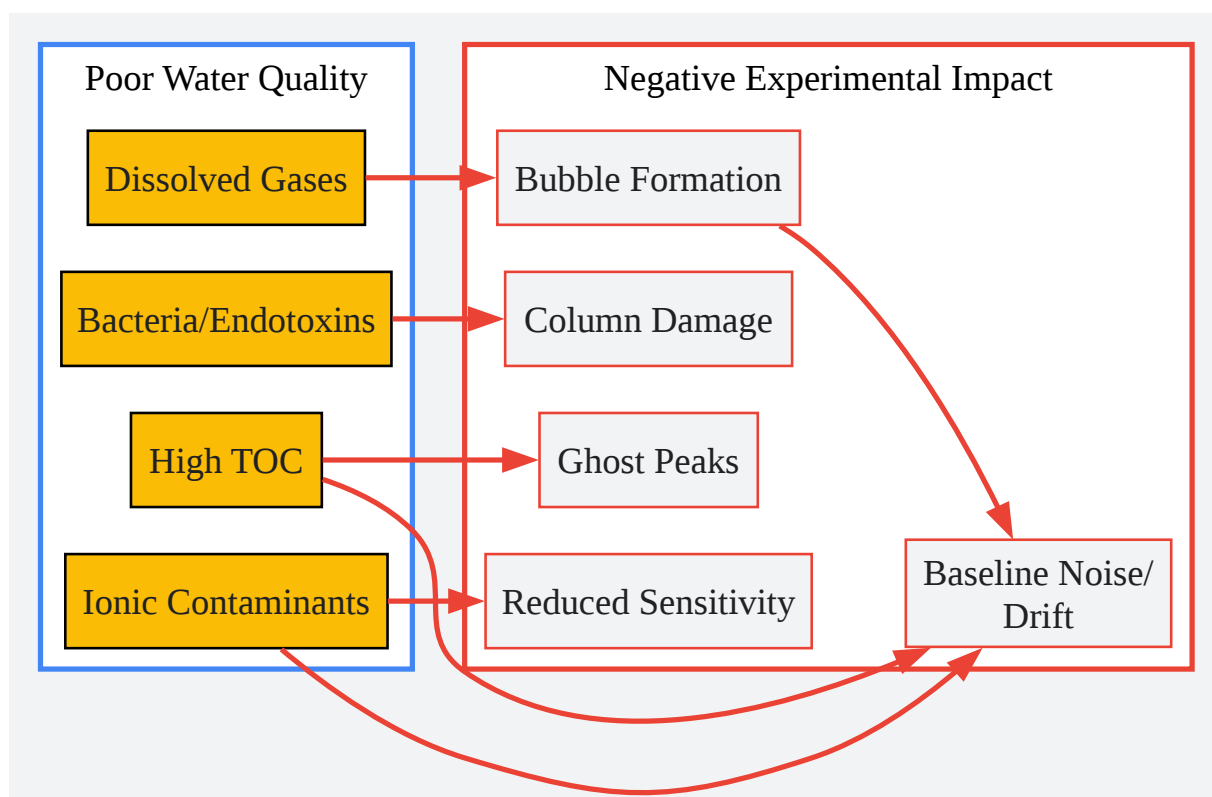 Poor Water Quality
Negative Experimental Impact
Dissolved Gases
Bubble Formation
Bacteria/Endotoxins
Column Damage
High TOC
Ghost Peaks
Ionic Contaminants
Reduced Sensitivity
Baseline Noise/
Drift